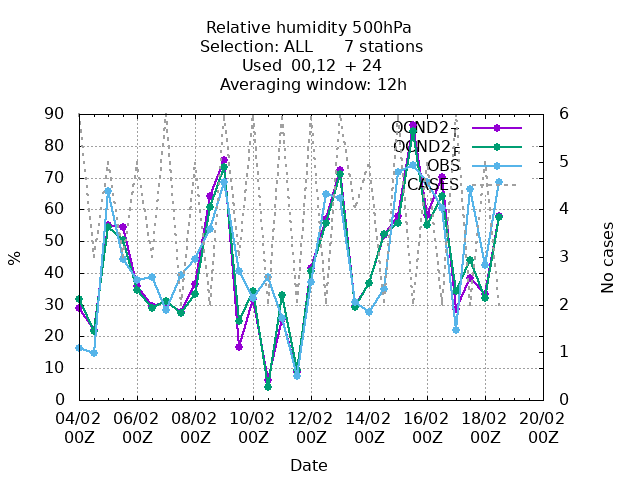 Relative humidity 500hPa
Selection: ALL 7 stations
Used 00,12 + 24
Averaging window: 12h
90
80
70
60
50
40
30
20
10
0
%
6
5
4
3
2
1
0
No cases
OBS
CASES
04/02 06/02 08/02 10/02 12/02 14/02 16/02 18/02 20/02
00Z 00Z 00Z 00Z 00Z 00Z 00Z 00Z 00Z
Date